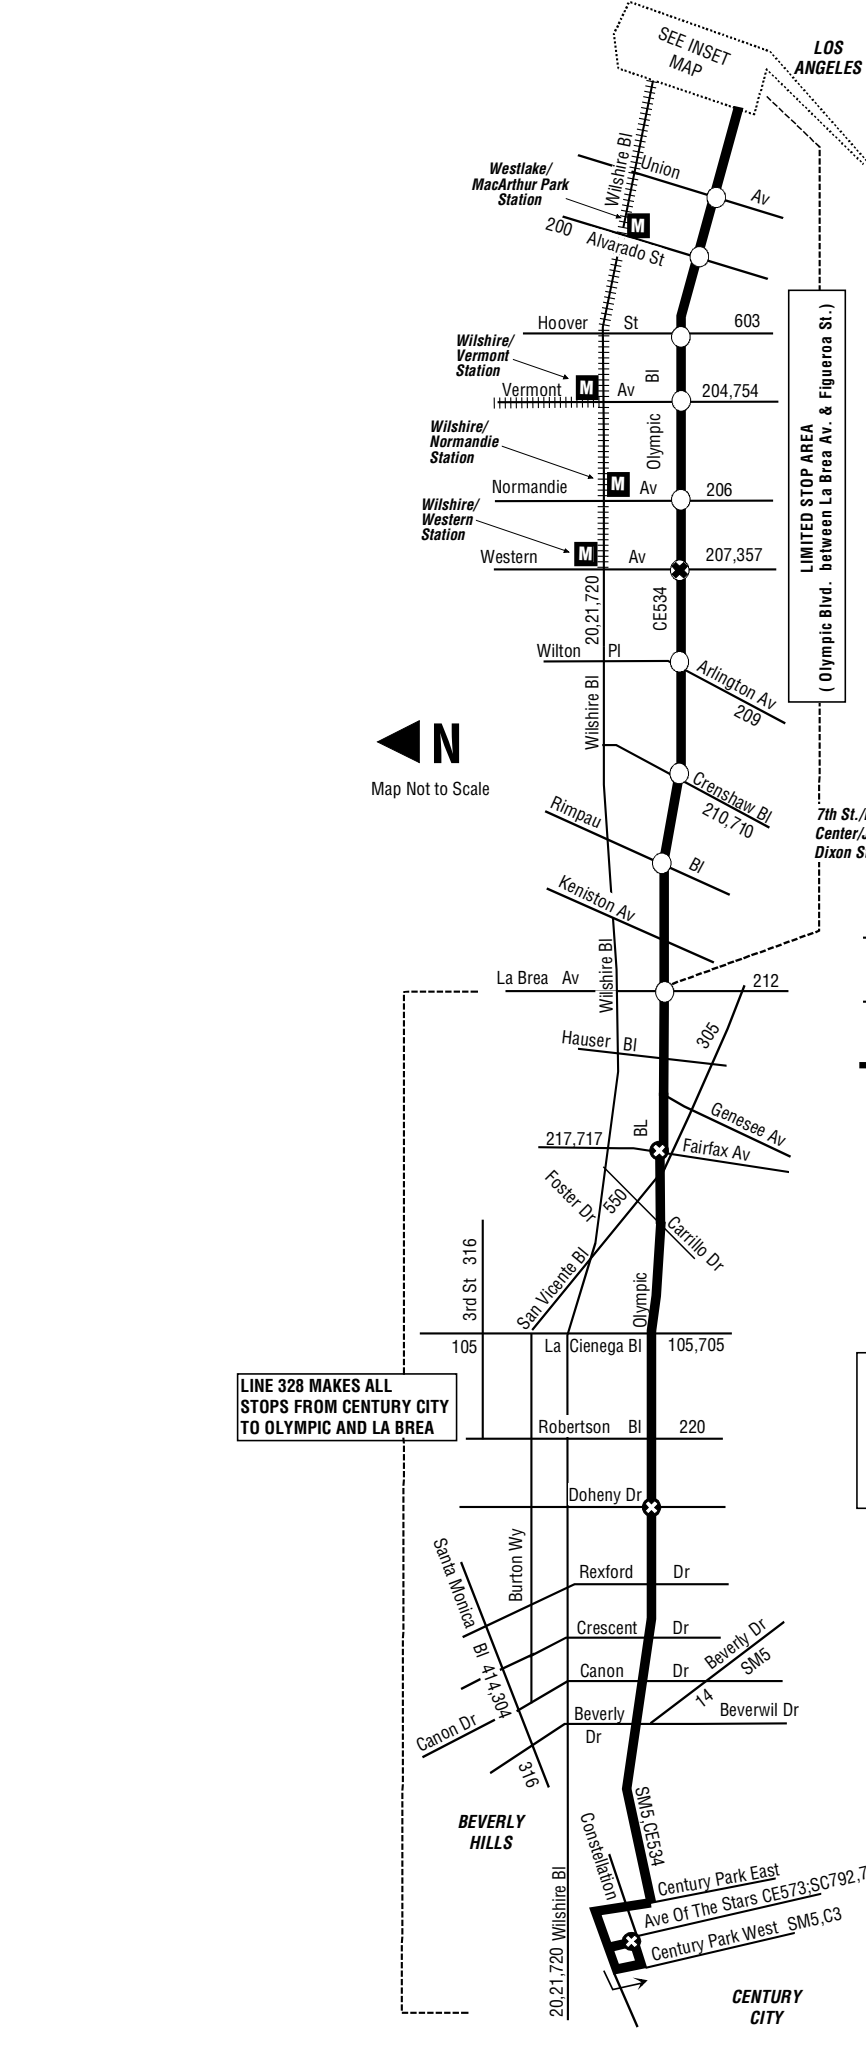 SEE INSET
MAP
LOS
ANGELES
Wilshire Bl
Union
Av
Westlake/
MacArthur Park
Station
M
200
Alvarado St
Hoover St 603
Wilshire/
Vermont
Station
M
Bl
Vermont Av 204,754
Olympic
Wilshire/
Normandie
Station
M
Normandie Av 206
Wilshire/
Western
Station
M
Western Av 207,357
LIMITED STOP AREA
( Olympic Blvd. between La Brea Av. & Figueroa St.)
20,21,720
CE534
Wilton Pl
Arlington Av
209
Wilshire Bl
N
Map Not to Scale
Crenshaw Bl
210,710
Rimpau
Bl
7th St./
Center/
Dixon S
Keniston Av
Wilshire Bl
La Brea Av 212
305
Hauser Bl
Genesee Av
BL
217,717
Fairfax Av
Foster Dr
550
Carrillo Dr
3rd St 316
San Vicente Bl
Olympic
105
La Cienega Bl 105,705
LINE 328 MAKES ALL
STOPS FROM CENTURY CITY
TO OLYMPIC AND LA BREA
Robertson Bl 220
Doheny Dr
Burton Wy
Santa Monica Bl 414,304
316
Rexford Dr
Crescent Dr
Beverly Dr
SM5
14
Canon Dr
Canon Dr
Beverly
Dr
Beverwil Dr
BEVERLY
HILLS
SM5,CE534
Constellation
20,21,720 Wilshire Bl
Century Park East
Ave Of The Stars CE573;SC792,7
Century Park West SM5,C3
CENTURY
CITY